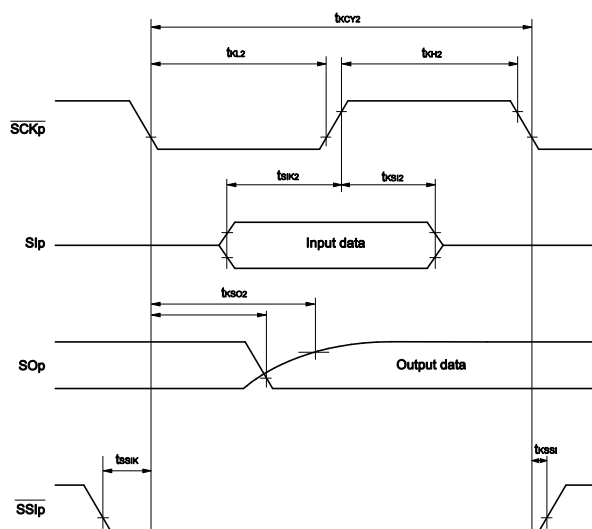 tKCY2
tKL2
tKH2
SCKp
tSIK2
tKSI2
SIp
Input data
tKSO2
SOp
Output data
tSSIK
tKSSI
SSIp